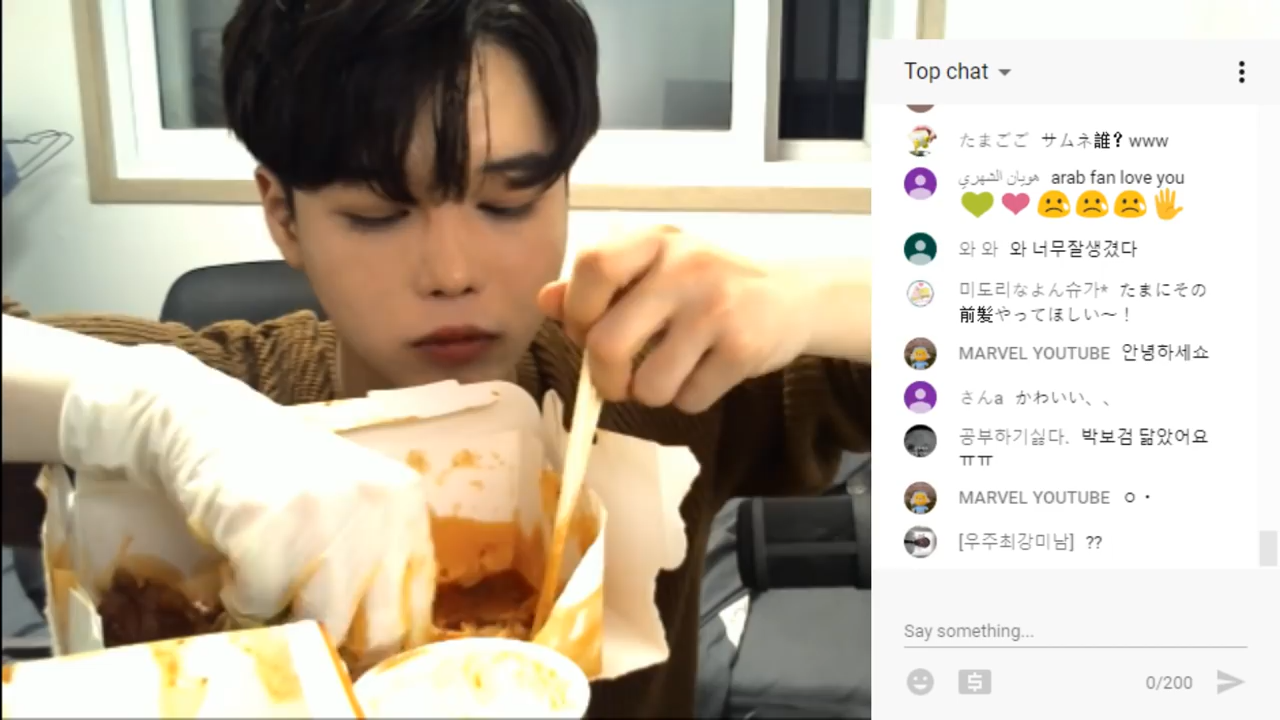 Top chat
たまごご サムネ誰? www
هويان الشهري arab fan love you
와 와 와 너무잘생겼다
미도리なよん슈가* たまにその
前髪やってほしい〜！
MARVEL YOUTUBE 안녕하세쇼
さんa かわいい、、
공부하기싫다. 박보검 닮았어요
ㅠㅠ
MARVEL YOUTUBE ㅇ・
[우주최강미남] ??
Say something...
0/200